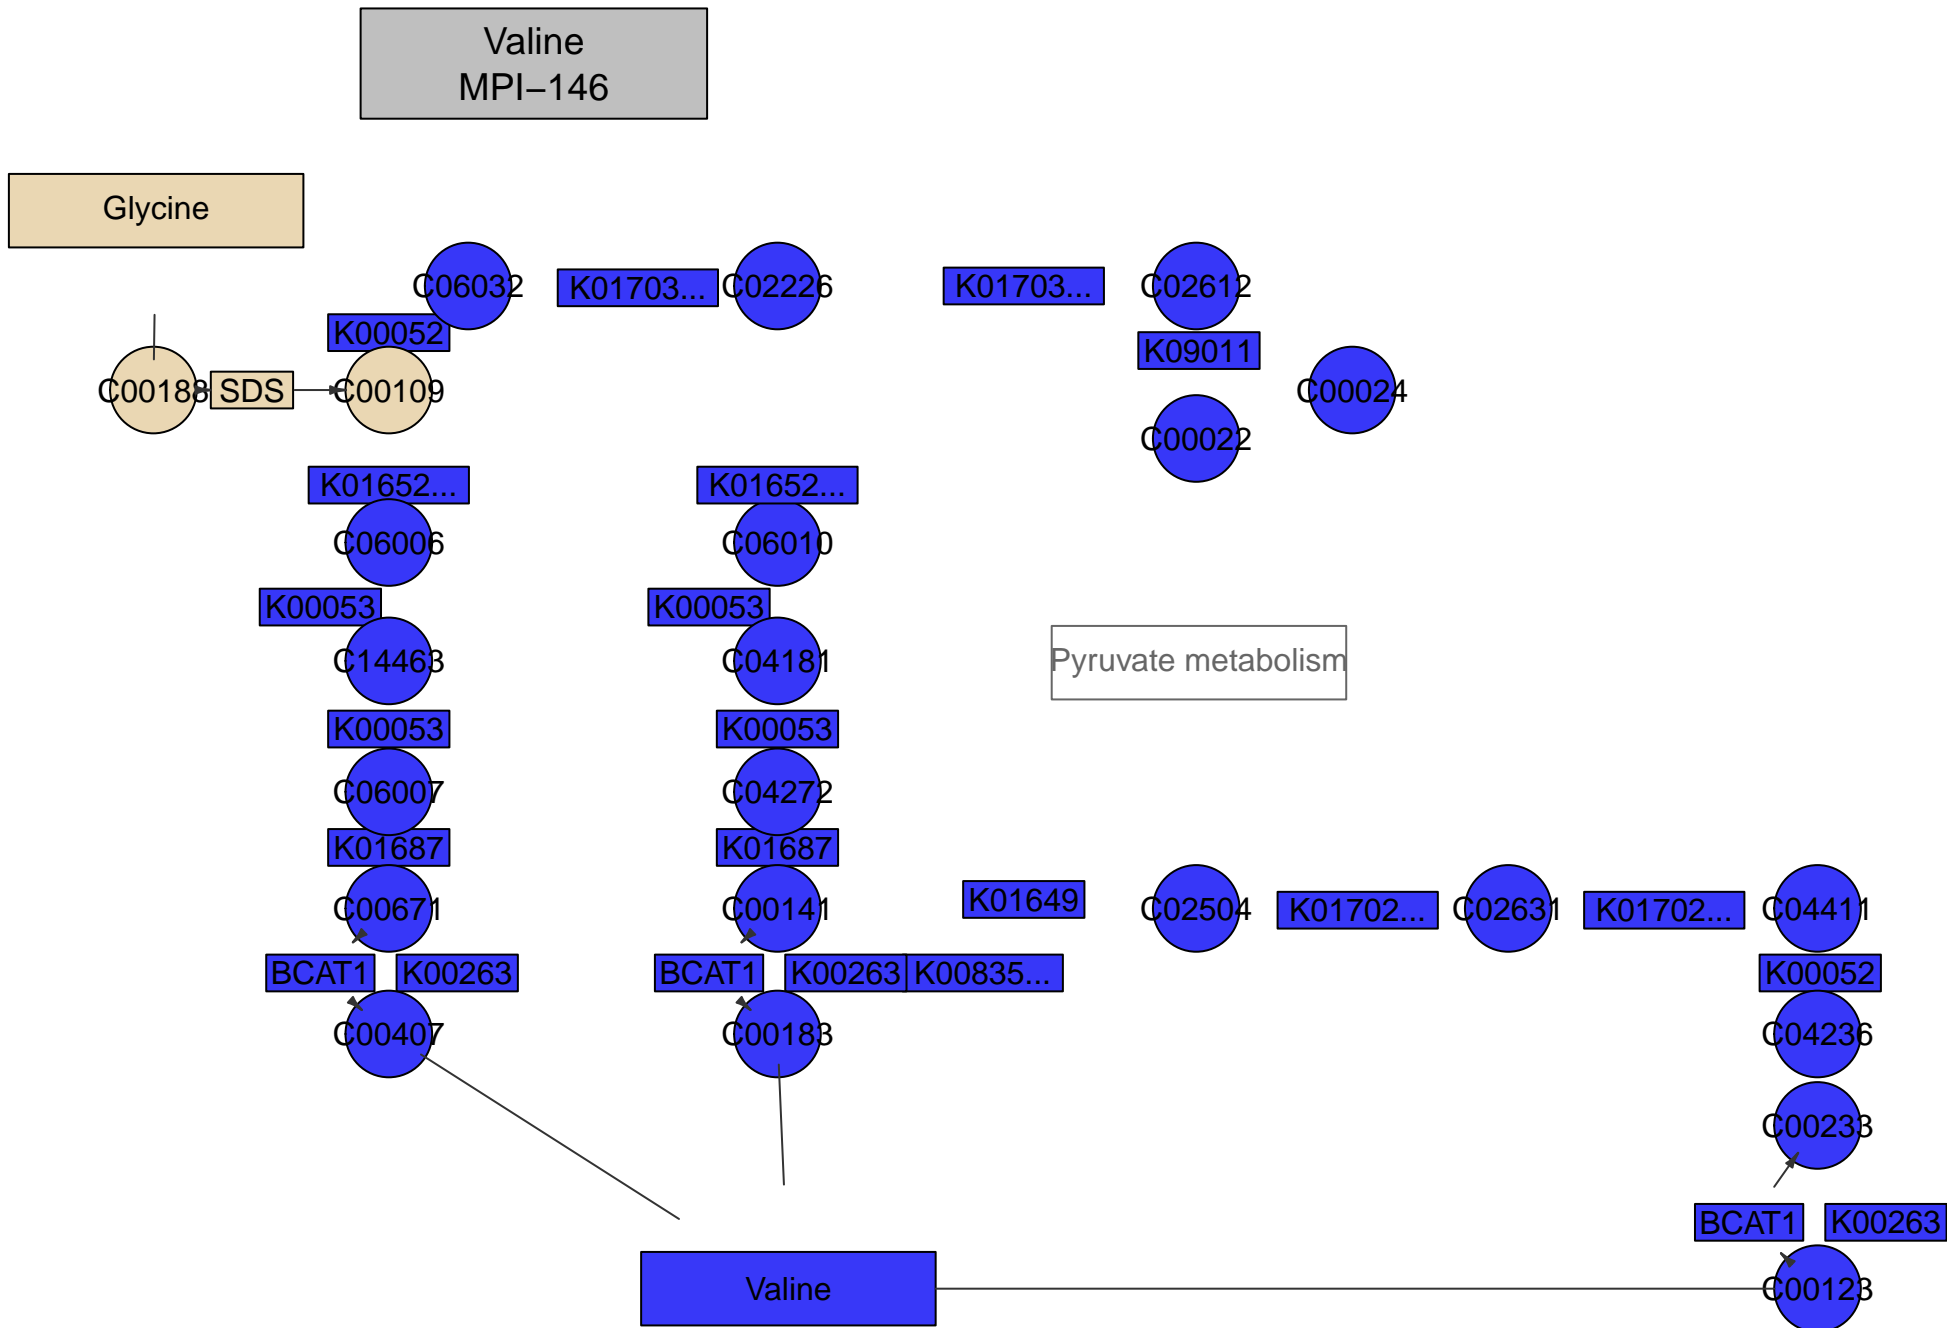 Valine
MPI−146
Glycine
C06032
K01703...
C02226
K01703...
C02612
K00052
K09011
C00188
SDS
C00109
C00024
C00022
K01652...
K01652...
C06006
C06010
K00053
K00053
C14463
C04181
Pyruvate metabolism
K00053
K00053
C06007
C04272
K01687
K01687
C00671
C00141
K01649
C02504
K01702...
C02631
K01702...
C04411
BCAT1
K00263
BCAT1
K00263
K00835...
K00052
C00407
C00183
C04236
C00233
BCAT1
K00263
Valine
C00123